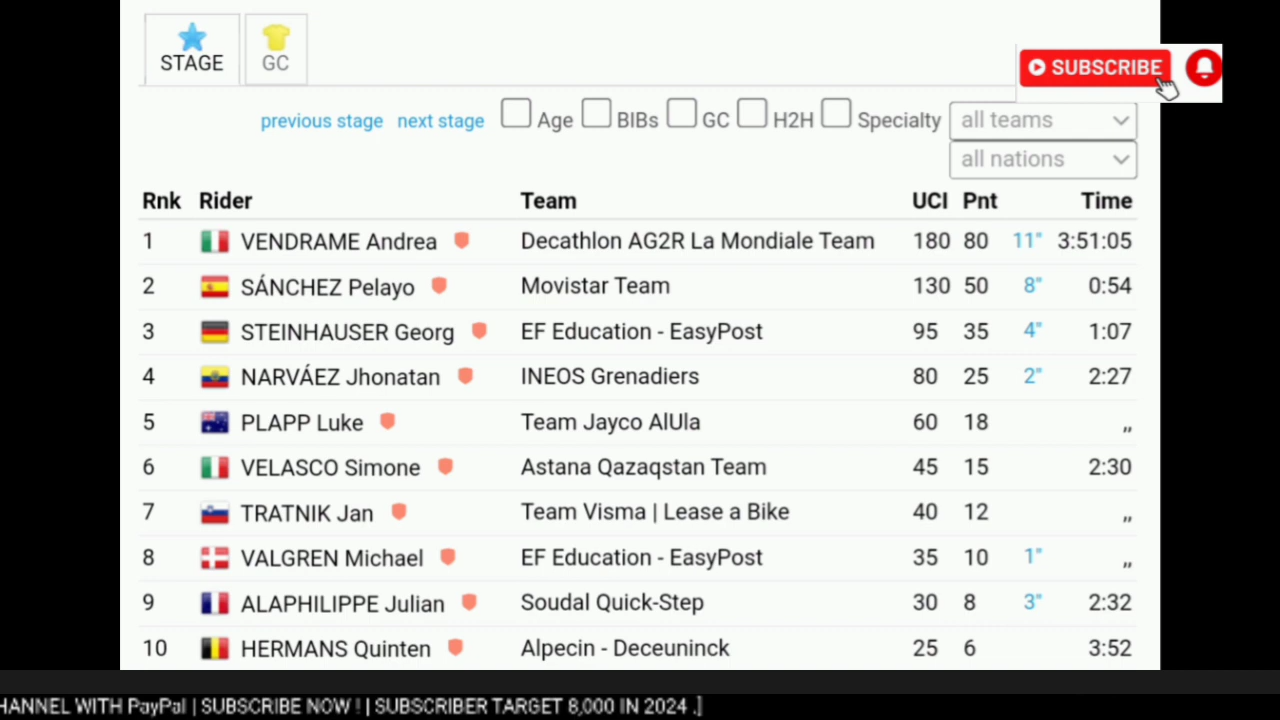 STAGE GC
SUBSCRIBE
previous stage next stage Age BIBs GC H2H Specialty all teams
all nations
Rnk Rider Team UCI Pnt Time
1 VENDRAME Andrea Decathlon AG2R La Mondiale Team 180 80 11" 3:51:05
2 SÁNCHEZ Pelayo Movistar Team 130 50 8" 0:54
3 STEINHAUSER Georg EF Education - EasyPost 95 35 4" 1:07
4 NARVÁEZ Jhonatan INEOS Grenadiers 80 25 2" 2:27
5 PLAPP Luke Team Jayco AlUla 60 18 ,,
6 VELASCO Simone Astana Qazaqstan Team 45 15 2:30
7 TRATNIK Jan Team Visma | Lease a Bike 40 12 ,,
8 VALGREN Michael EF Education - EasyPost 35 10 1" ,,
9 ALAPHILIPPE Julian Soudal Quick-Step 30 8 3" 2:32
10 HERMANS Quinten Alpecin - Deceuninck 25 6 3:52
HANNEL WITH PayPal | SUBSCRIBE NOW ! | SUBSCRIBER TARGET 8,000 IN 2024 .]